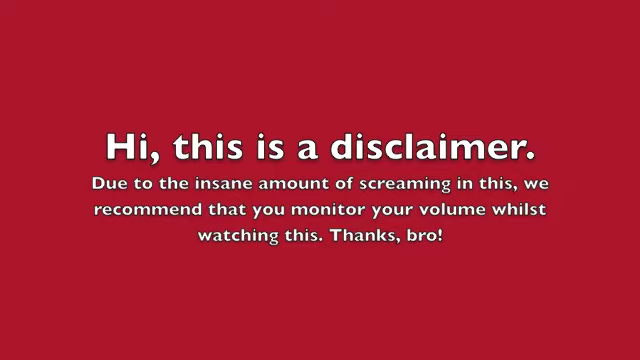 Hi, this is a disclaimer.
Due to the insane amount of screaming in this, we
recommend that you monitor your volume whilst
watching this. Thanks, bro!